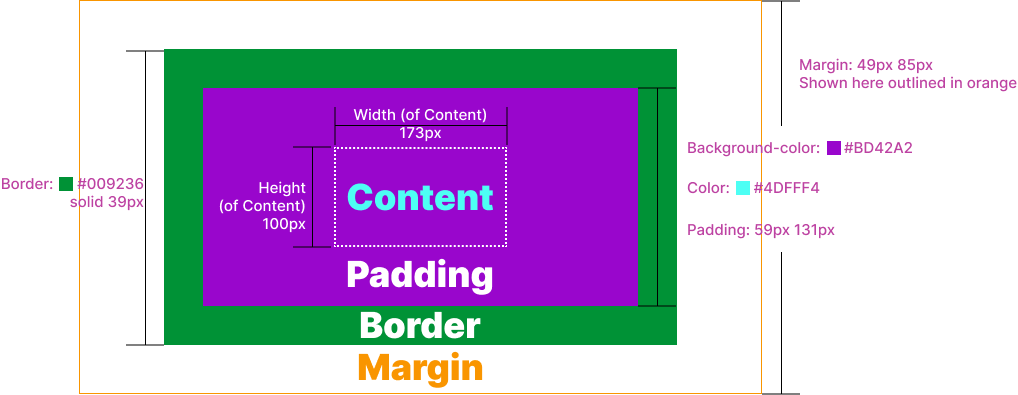 Margin: 49px 85px
Shown here outlined in orange
Width (of Content)
173px
Background-color: #BD42A2
Border: #009236
solid 39px
Height
(of Content)
100px
Content
Color: #4DFFF4
Padding: 59px 131px
Padding
Border
Margin